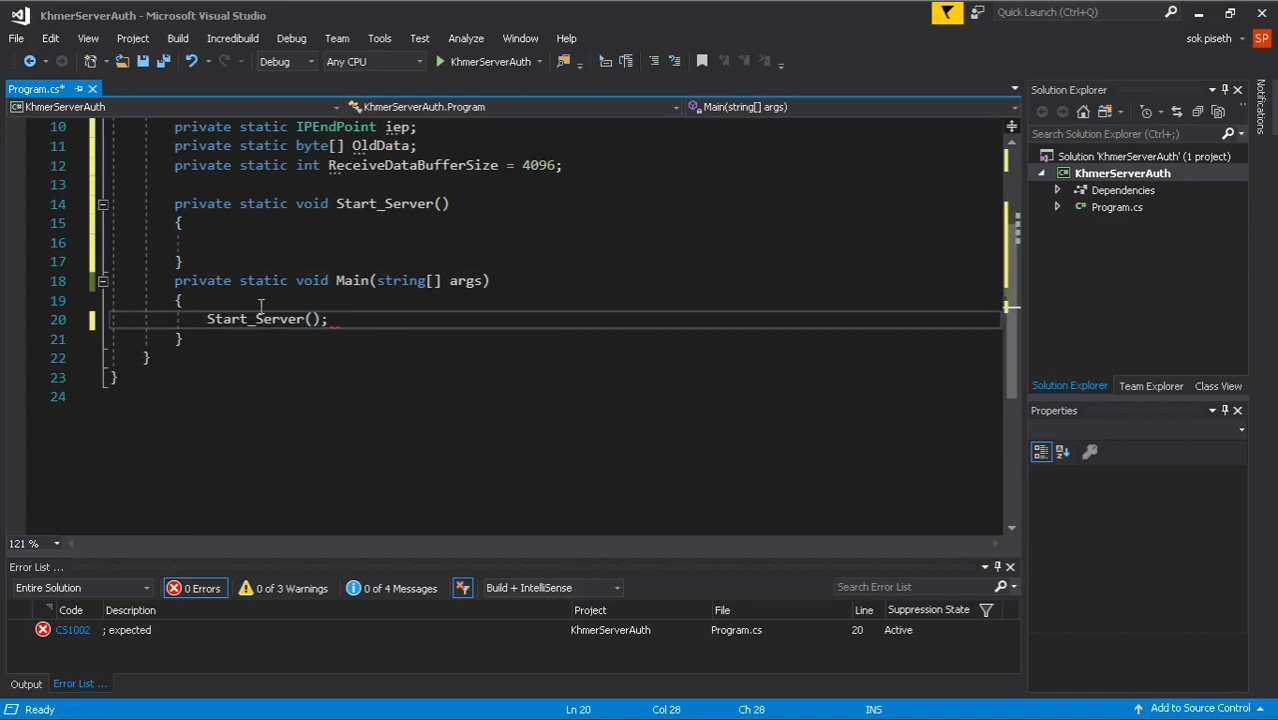 KhmerServerAuth - Microsoft Visual Studio
Quick Launch (Ctrl+Q)
File Edit View Project Build Incredibuild Debug Team Tools Test Analyze Window Help
sok piseth SP
Debug Any CPU KhmerServerAuth
Program.cs*
KhmerServerAuth KhmerServerAuth.Program Main(string[] args)
10 private static IPEndPoint iep;
11 private static byte[] OldData;
12 private static int ReceiveDataBufferSize = 4096;
13
14 private static void Start_Server()
15 {
16
17 }
18 private static void Main(string[] args)
19 {
20 Start_Server();
21 }
22 }
23 }
24
121 %
Solution Explorer
Search Solution Explorer (Ctrl+;)
Solution 'KhmerServerAuth' (1 project)
C# KhmerServerAuth
Dependencies
C# Program.cs
Solution Explorer Team Explorer Class View
Properties
Notifications
Error List ...
Entire Solution 0 Errors 0 of 3 Warnings 0 of 4 Messages Build + IntelliSense Search Error List
Code Description Project File Line Suppression State
CS1002 ; expected KhmerServerAuth Program.cs 20 Active
Output Error List ...
Ready Ln 20 Col 28 Ch 28 INS Add to Source Control